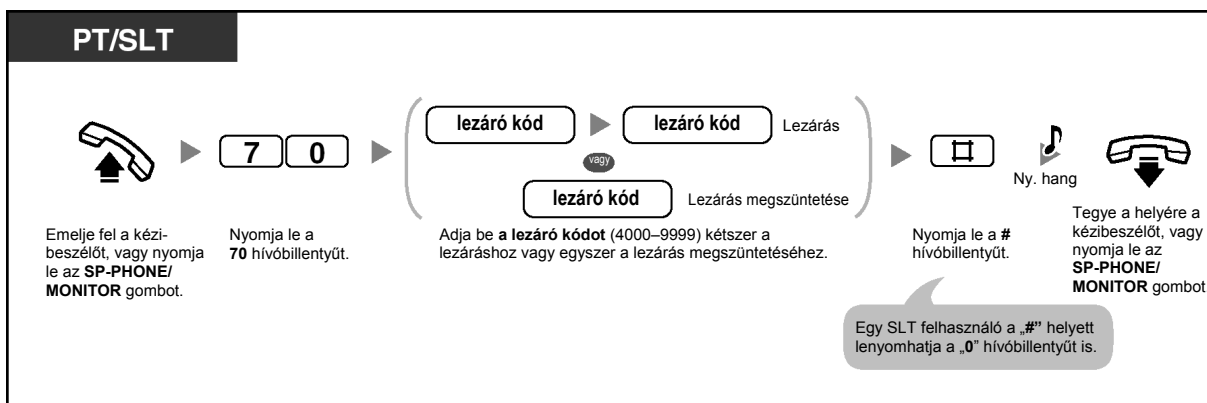 PT/SLT
lezáró kód
lezáró kód
Lezárás
vagy
lezáró kód
Lezárás megszüntetése
7 0
#
Ny. hang
Emelje fel a kézi-
beszélőt, vagy nyomja
le az SP-PHONE/
MONITOR gombot.
Nyomja le a
70 hívóbillentyűt.
Adja be a lezáró kódot (4000–9999) kétszer a
lezáráshoz vagy egyszer a lezárás megszüntetéséhez.
Nyomja le a #
hívóbillentyűt.
Tegye a helyére a
kézibeszélőt, vagy
nyomja le az
SP-PHONE/
MONITOR gombot
Egy SLT felhasználó a „#” helyett
lenyomhatja a „0” hívóbillentyűt is.